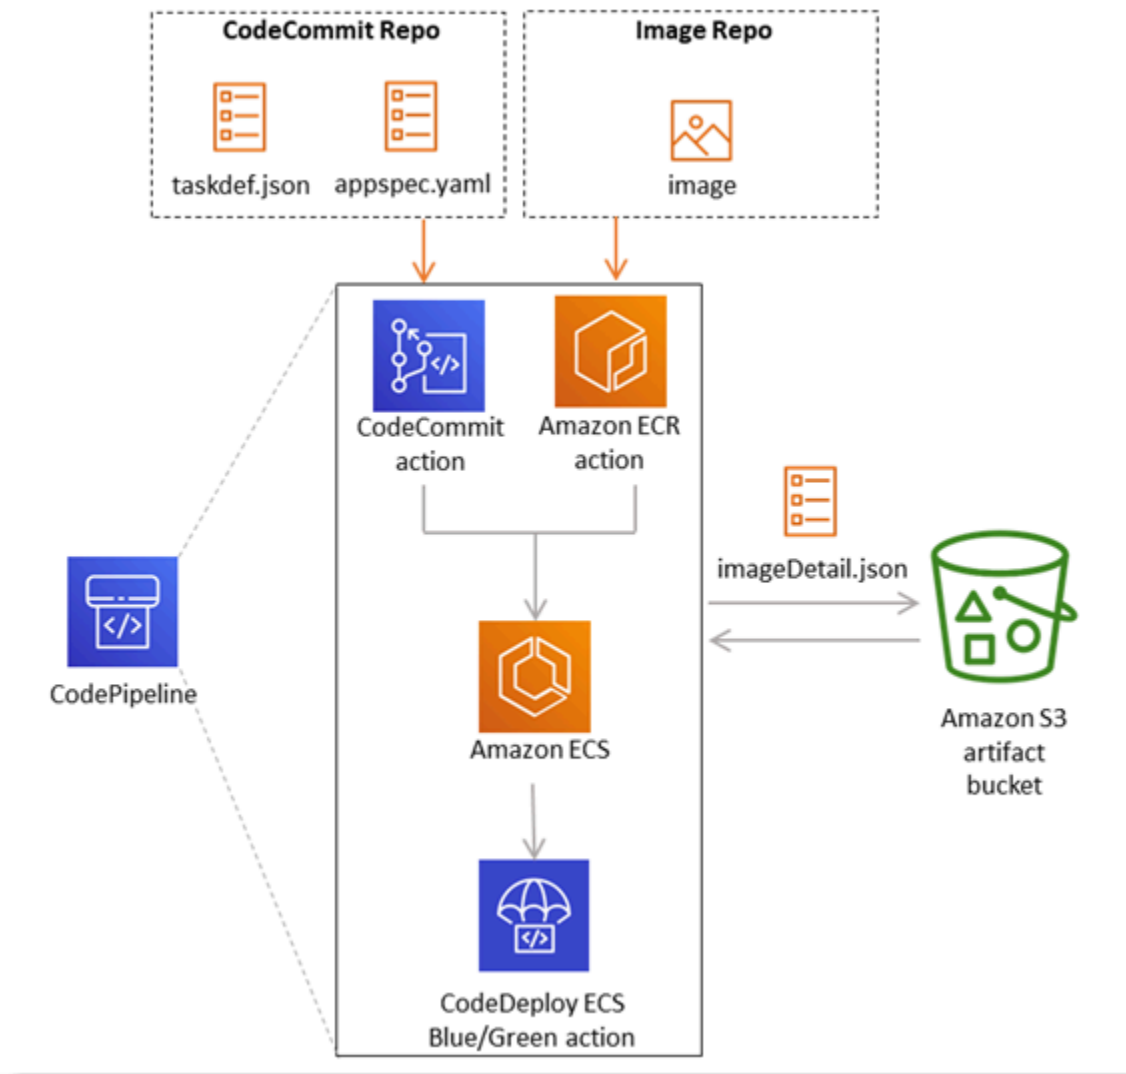 CodeCommit Repo
Image Repo
taskdef.json
appspec.yaml
image
CodeCommit
action
Amazon ECR
action
imageDetail.json
</>
</>
CodePipeline
Amazon ECS
Amazon S3
artifact
bucket
</>
CodeDeploy ECS
Blue/Green action